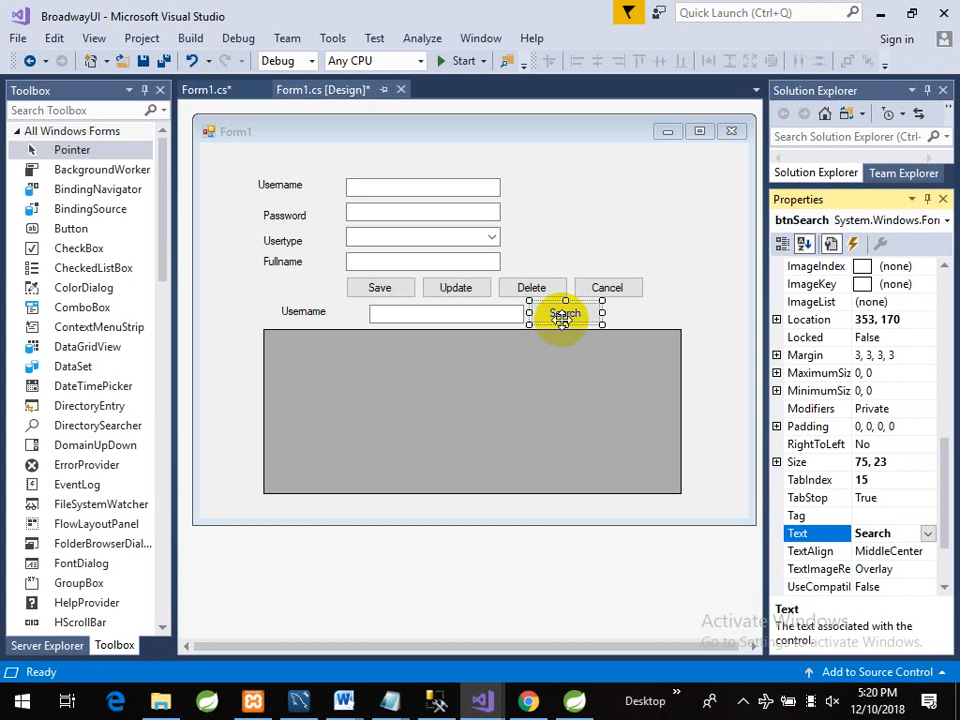 BroadwayUI - Microsoft Visual Studio
Quick Launch (Ctrl+Q)
File Edit View Project Build Debug Team Tools Test Analyze Window Help
Sign in
Debug Any CPU Start
Toolbox
Search Toolbox
All Windows Forms
Pointer
BackgroundWorker
BindingNavigator
BindingSource
Button
CheckBox
CheckedListBox
ColorDialog
ComboBox
ContextMenuStrip
DataGridView
DataSet
DateTimePicker
DirectoryEntry
DirectorySearcher
DomainUpDown
ErrorProvider
EventLog
FileSystemWatcher
FlowLayoutPanel
FolderBrowserDial...
FontDialog
GroupBox
HelpProvider
HScrollBar
Server Explorer Toolbox
Form1.cs* Form1.cs [Design]*
Form1
Username
Password
Usertype
Fullname
Save Update Delete Cancel
Username Search
Solution Explorer
Search Solution Explorer (Ctrl+
Solution Explorer Team Explorer
Properties
btnSearch System.Windows.For
ImageIndex (none)
ImageKey (none)
ImageList (none)
Location 353, 170
Locked False
Margin 3, 3, 3, 3
MaximumSiz 0, 0
MinimumSiz 0, 0
Modifiers Private
Padding 0, 0, 0, 0
RightToLeft No
Size 75, 23
TabIndex 15
TabStop True
Tag
Text Search
TextAlign MiddleCenter
TextImageRe Overlay
UseCompatil False
Text
The text associated with the
control.
Activate Windows
Go to Settings to activate Windows.
Ready
Add to Source Control
Desktop
5:20 PM
12/10/2018